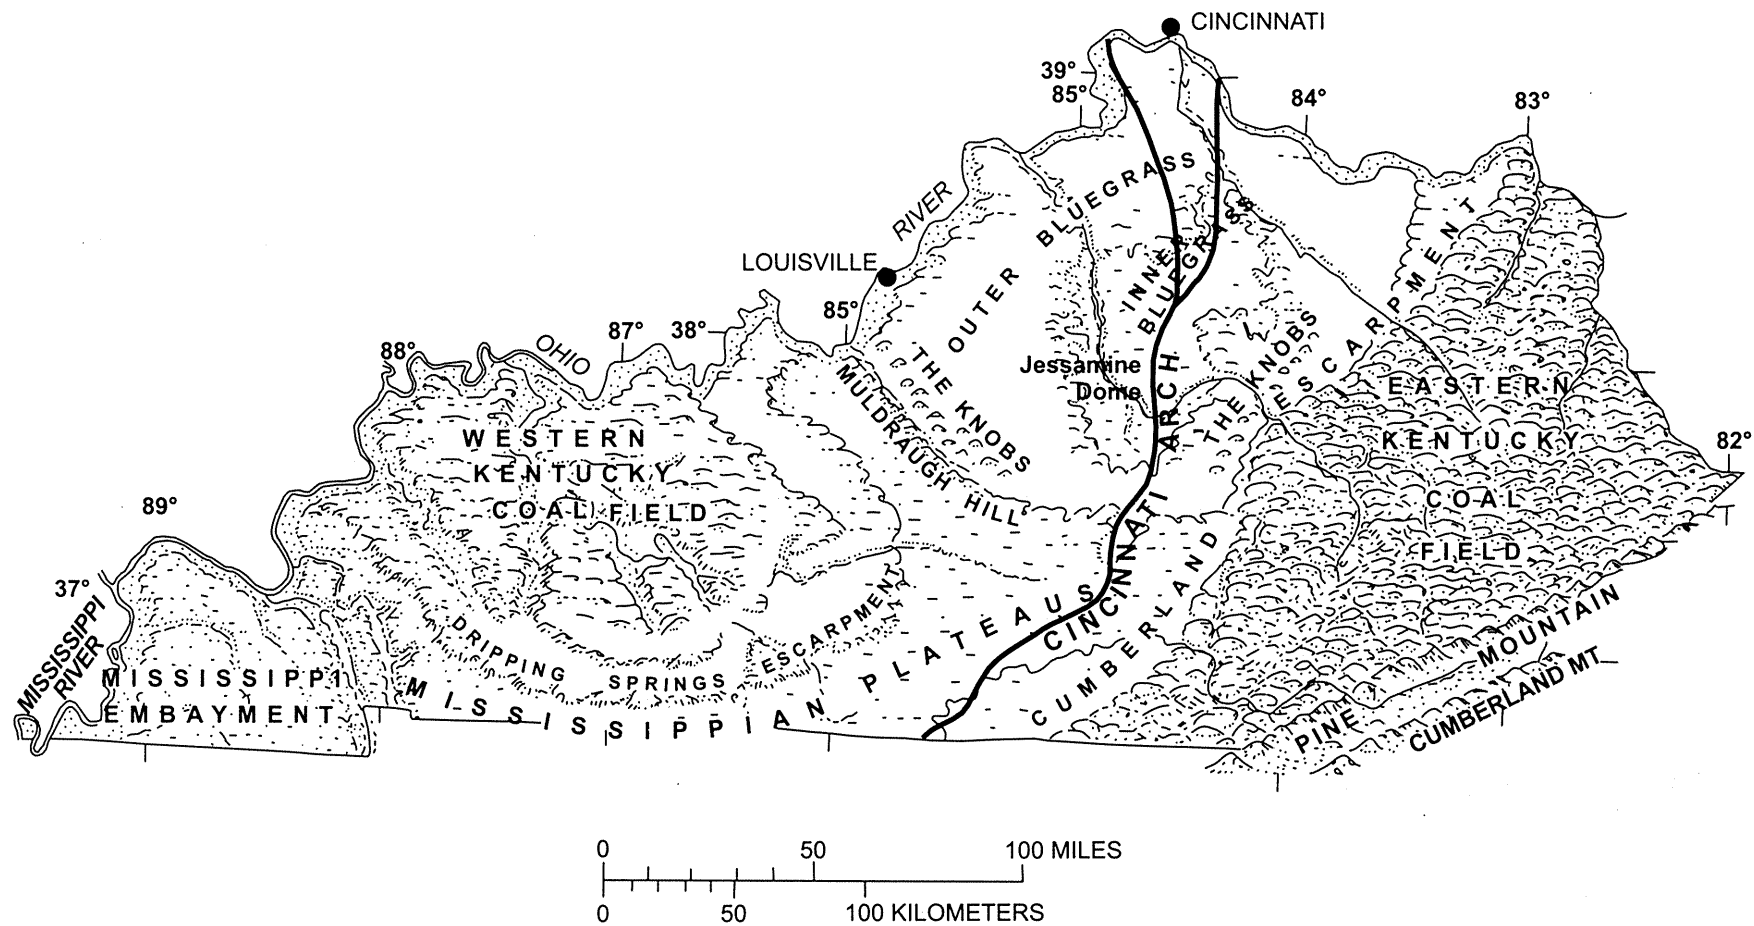 CINCINNATI
39°
85°
84°
83°
BLUEGRASS
RIVER
LOUISVILLE
85°
OUTER
INNER
BLUEGRASS
ESCARPMENT
OHIO
88°
87°
38°
THE KNOBS
MULDRAUGH HILL
Jessamine
Dome
THE KNOBS
CINCINNATI ARCH
EASTERN
KENTUCKY
COAL
FIELD
82°
WESTERN
KENTUCKY
COAL FIELD
89°
37°
MISSISSIPPI
RIVER
MISSISSIPPI
EMBAYMENT
DRIPPING SPRINGS ESCARPMENT
MISSISSIPPIAN PLATEAUS
CUMBERLAND
PINE MOUNTAIN
CUMBERLAND MT
0 50 100 MILES
0 50 100 KILOMETERS